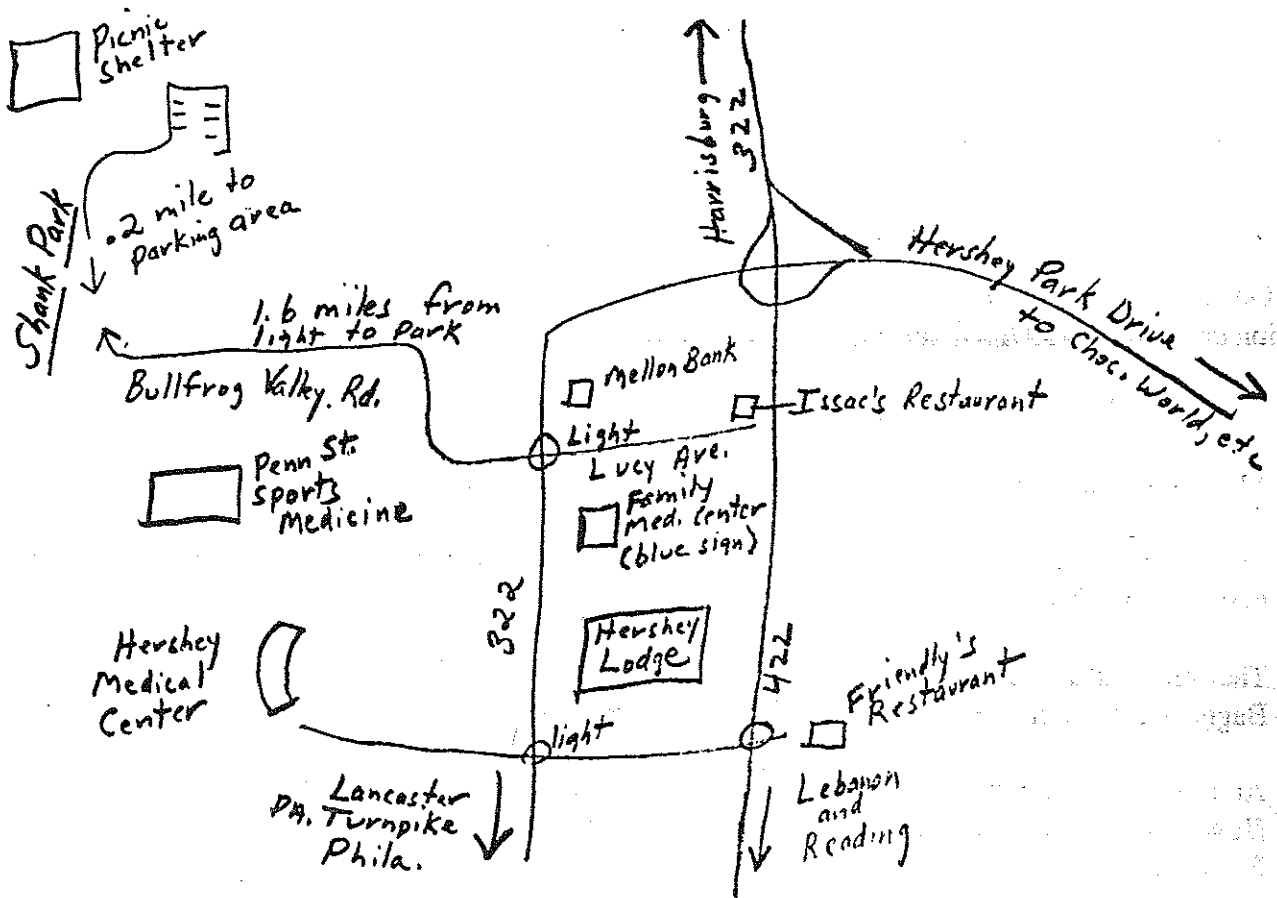 Picnic
Shelter
.2 mile to
parking area
Shank Park
1.6 miles from
light to Park
Bullfrog Valley Rd.
Harrisburg
322
Hershey Park Drive
to Choc. World, etc
Mellon Bank
Issac's Restaurant
Light
Lucy Ave.
Penn St.
Sports
Medicine
Family
Med. Center
(blue sign)
322
Hershey
Lodge
422
Hershey
Medical
Center
Friendly's
Restaurant
light
Lancaster
PA. Turnpike
Phila.
Lebanon
and
Reading